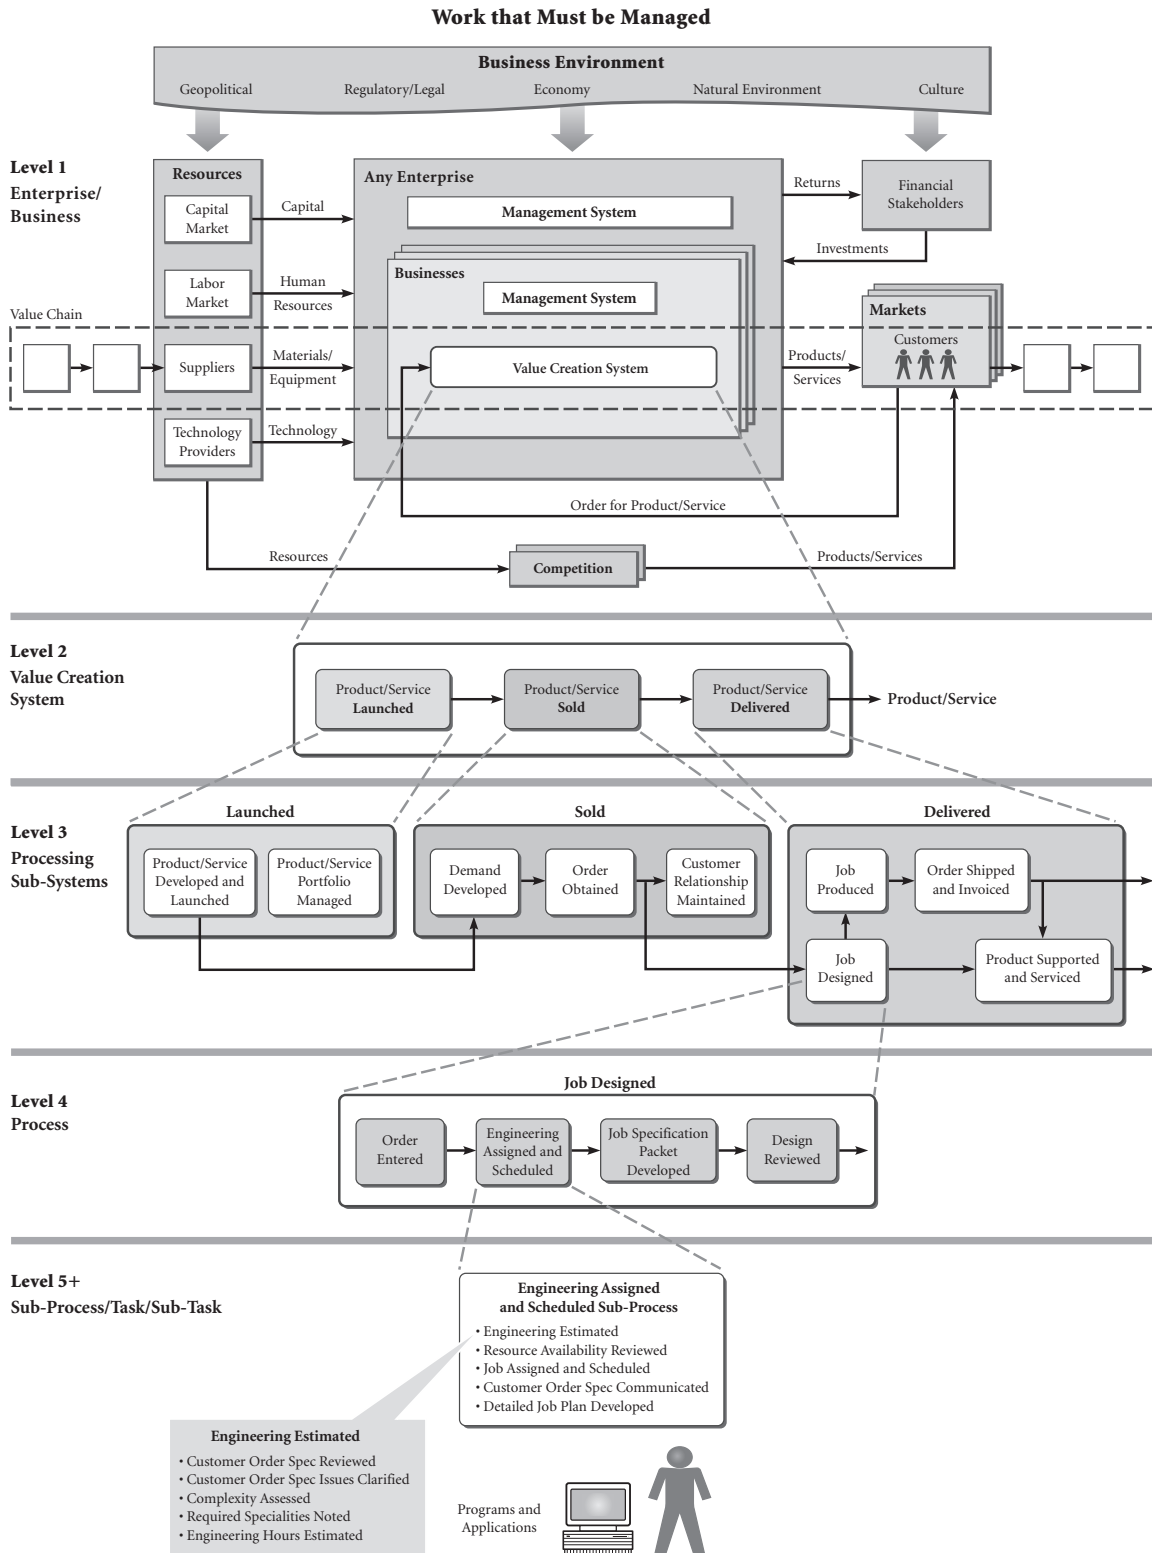 Work that Must be Managed
Business Environment
Geopolitical
Regulatory/Legal
Economy
Natural Environment
Culture
Level 1
Enterprise/
Business
Resources
Capital
Market
Labor
Market
Suppliers
Technology
Providers
Capital
Human
Resources
Materials/
Equipment
Technology
Any Enterprise
Management System
Businesses
Management System
Value Creation System
Returns
Financial
Stakeholders
Investments
Markets
Customers
Products/
Services
Value Chain
Order for Product/Service
Resources
Competition
Products/Services
Level 2
Value Creation
System
Product/Service
Launched
Product/Service
Sold
Product/Service
Delivered
Product/Service
Level 3
Processing
Sub-Systems
Launched
Product/Service
Developed and
Launched
Product/Service
Portfolio
Managed
Sold
Demand
Developed
Order
Obtained
Customer
Relationship
Maintained
Delivered
Job
Produced
Order Shipped
and Invoiced
Job
Designed
Product Supported
and Serviced
Level 4
Process
Job Designed
Order
Entered
Engineering
Assigned and
Scheduled
Job Specification
Packet
Developed
Design
Reviewed
Level 5+
Sub-Process/Task/Sub-Task
Engineering Assigned
and Scheduled Sub-Process
• Engineering Estimated
• Resource Availability Reviewed
• Job Assigned and Scheduled
• Customer Order Spec Communicated
• Detailed Job Plan Developed
Engineering Estimated
• Customer Order Spec Reviewed
• Customer Order Spec Issues Clarified
• Complexity Assessed
• Required Specialities Noted
• Engineering Hours Estimated
Programs and
Applications